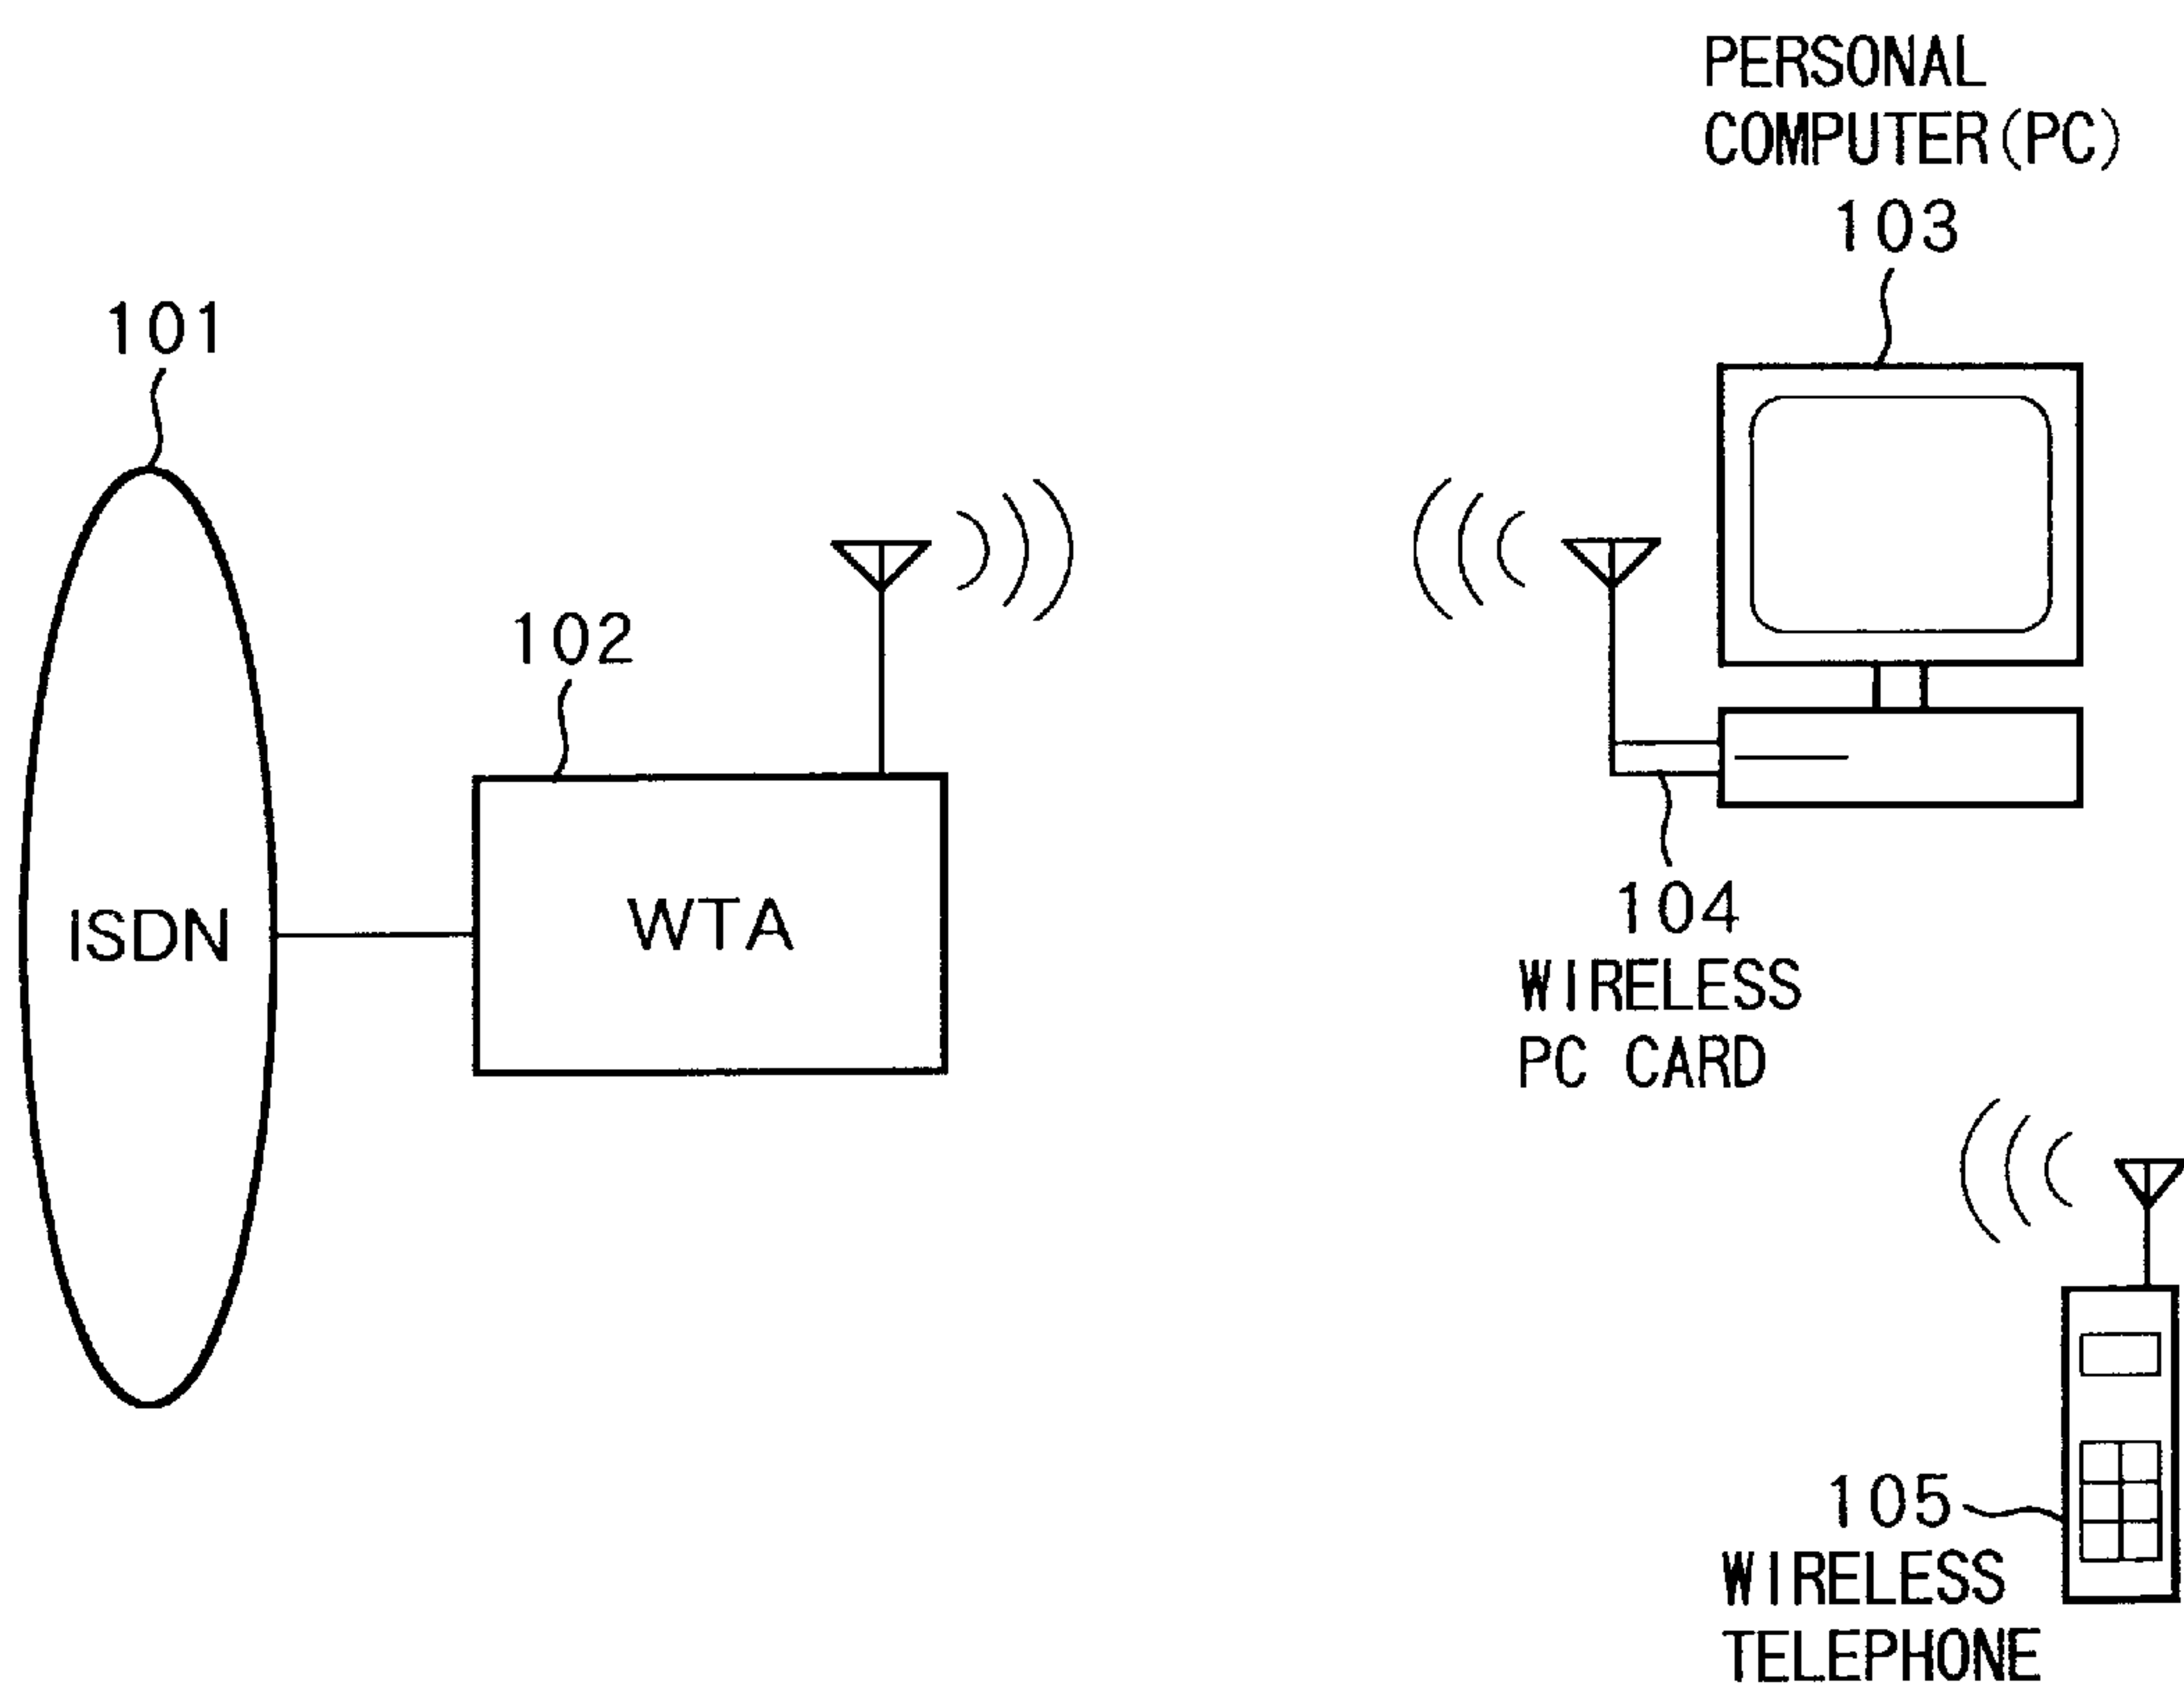 PERSONAL
COMPUTER(PC)
103
101
102
ISDN
WTA
104
WIRELESS
PC CARD
105
WIRELESS
TELEPHONE